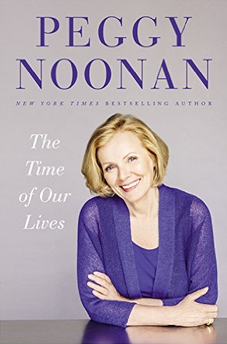 PEGGY
NOONAN
NEW YORK TIMES BESTSELLING AUTHOR
The
Time
of Our
Lives